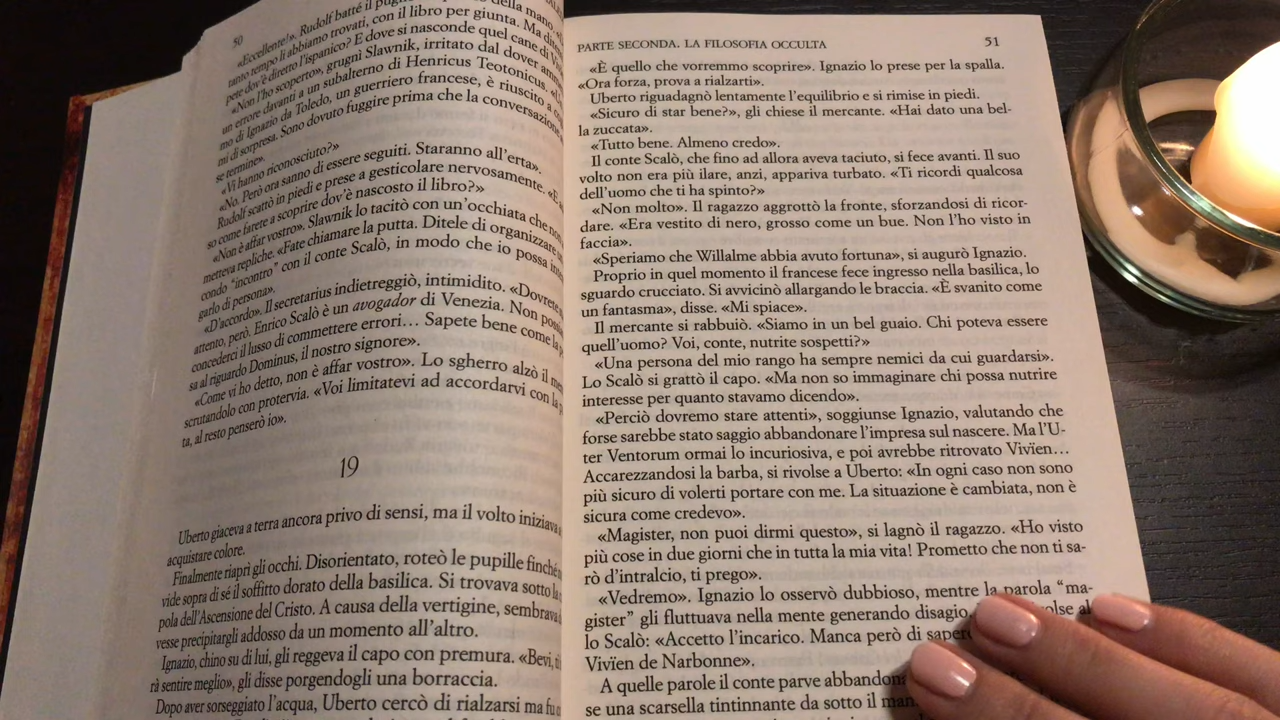 50
«Eccellente!». Rudolf batté il della mano
tanto tempo li abbiamo trovati, con il libro per giunta. Ma
pete dov'è diretto l'ispanico? E dove si nasconde quel cane di
«Non l'ho scoperto», grugnì Slawnik, irritato dal dover
un errore davanti a un subalterno di Henricus Teotonicus.
mo di Ignazio da Toledo, un guerriero francese, è riuscito a
mi di sorpresa. Sono dovuto fuggire prima che la conversazione
se termine».
«Vi hanno riconosciuto?»
«No. Però ora sanno di essere seguiti. Staranno all'erta».
Rudolf scattò in piedi e prese a gesticolare nervosamente.
so come farete a scoprire dov'è nascosto il libro?»
«Non è affar vostro». Slawnik lo tacitò con un'occhiata che
metteva repliche. «Fate chiamare la putta. Ditele di organizzare
condo "incontro" con il conte Scalò, in modo che io possa
garlo di persona».
«D'accordo». Il secretarius indietreggiò, intimidito. «Dovrete
attento, però. Enrico Scalò è un avogador di Venezia. Non
concederci il lusso di commettere errori… Sapete bene come la
sa al riguardo Dominus, il nostro signore».
«Come vi ho detto, non è affar vostro». Lo sgherro alzò il
scrutandolo con protervia. «Voi limitatevi ad accordarvi con la
ta, al resto penserò io».
19
Uberto giaceva a terra ancora privo di sensi, ma il volto iniziava
acquistare colore.
Finalmente riaprì gli occhi. Disorientato, roteò le pupille finché
vide sopra di sé il soffitto dorato della basilica. Si trovava sotto la
pola dell'Ascensione del Cristo. A causa della vertigine, sembrava
vesse precipitargli addosso da un momento all'altro.
Ignazio, chino su di lui, gli reggeva il capo con premura. «Bevi,
rà sentire meglio», gli disse porgendogli una borraccia.
Dopo aver sorseggiato l'acqua, Uberto cercò di rialzarsi ma
PARTE SECONDA. LA FILOSOFIA OCCULTA 51
«È quello che vorremmo scoprire». Ignazio lo prese per la spalla.
«Ora forza, prova a rialzarti».
Uberto riguadagnò lentamente l'equilibrio e si rimise in piedi.
«Sicuro di star bene?», gli chiese il mercante. «Hai dato una bel-
la zuccata».
«Tutto bene. Almeno credo».
Il conte Scalò, che fino ad allora aveva taciuto, si fece avanti. Il suo
volto non era più ilare, anzi, appariva turbato. «Ti ricordi qualcosa
dell'uomo che ti ha spinto?»
«Non molto». Il ragazzo aggrottò la fronte, sforzandosi di ricor-
dare. «Era vestito di nero, grosso come un bue. Non l'ho visto in
faccia».
«Speriamo che Willalme abbia avuto fortuna», si augurò Ignazio.
Proprio in quel momento il francese fece ingresso nella basilica, lo
sguardo crucciato. Si avvicinò allargando le braccia. «È svanito come
un fantasma», disse. «Mi spiace».
Il mercante si rabbuiò. «Siamo in un bel guaio. Chi poteva essere
quell'uomo? Voi, conte, nutrite sospetti?»
«Una persona del mio rango ha sempre nemici da cui guardarsi».
Lo Scalò si grattò il capo. «Ma non so immaginare chi possa nutrire
interesse per quanto stavamo dicendo».
«Perciò dovremo stare attenti», soggiunse Ignazio, valutando che
forse sarebbe stato saggio abbandonare l'impresa sul nascere. Ma l'U-
ter Ventorum ormai lo incuriosiva, e poi avrebbe ritrovato Vivïen…
Accarezzandosi la barba, si rivolse a Uberto: «In ogni caso non sono
più sicuro di volerti portare con me. La situazione è cambiata, non è
sicura come credevo».
«Magister, non puoi dirmi questo», si lagnò il ragazzo. «Ho visto
più cose in due giorni che in tutta la mia vita! Prometto che non ti sa-
rò d'intralcio, ti prego».
«Vedremo». Ignazio lo osservò dubbioso, mentre la parola "ma-
gister" gli fluttuava nella mente generando disagio.
lo Scalò: «Accetto l'incarico. Manca però di
Vivïen de Narbonne».
A quelle parole il conte parve
se una scarsella tintinnante da sotto il